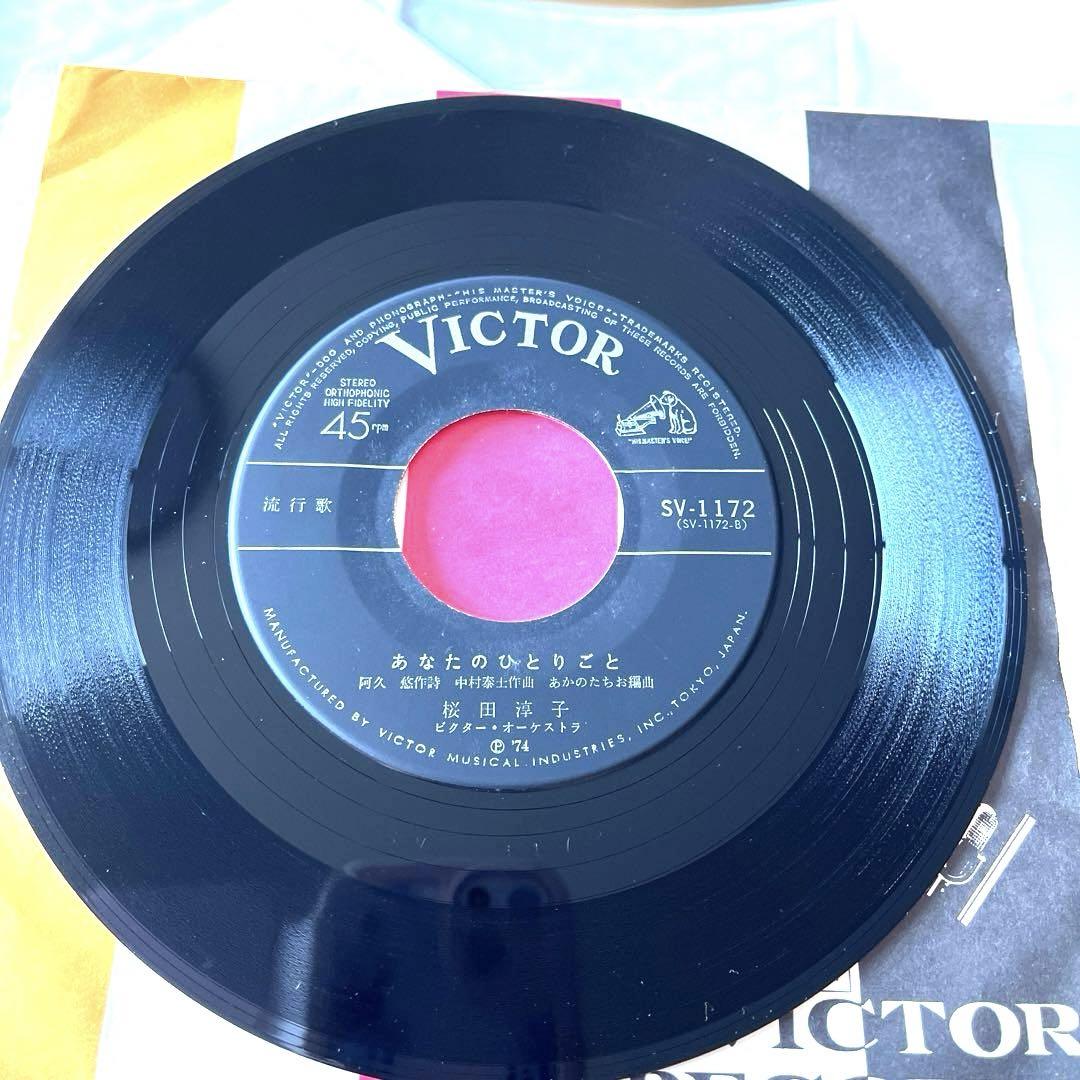 "VICTOR"-DOG AND PHONOGRAPH-"HIS MASTER'S VOICE"-TRADEMARKS REGISTERED.
ALL RIGHTS RESERVED, COPYING, PUBLIC PERFORMANCE, BROADCASTING OF THESE RECORDS ARE FORBIDDEN.
VICTOR
STEREO
ORTHOPHONIC
HIGH FIDELITY
45rpm
"HIS MASTER'S VOICE"
流行歌
SV-1172
(SV-1172-B)
あなたのひとりごと
阿久 悠作詩 中村泰士作曲 あかのたちお編曲
桜田淳子
ビクター・オーケストラ
Ⓟ '74
MANUFACTURED BY VICTOR MUSICAL INDUSTRIES, INC., TOKYO, JAPAN.
VICTOR